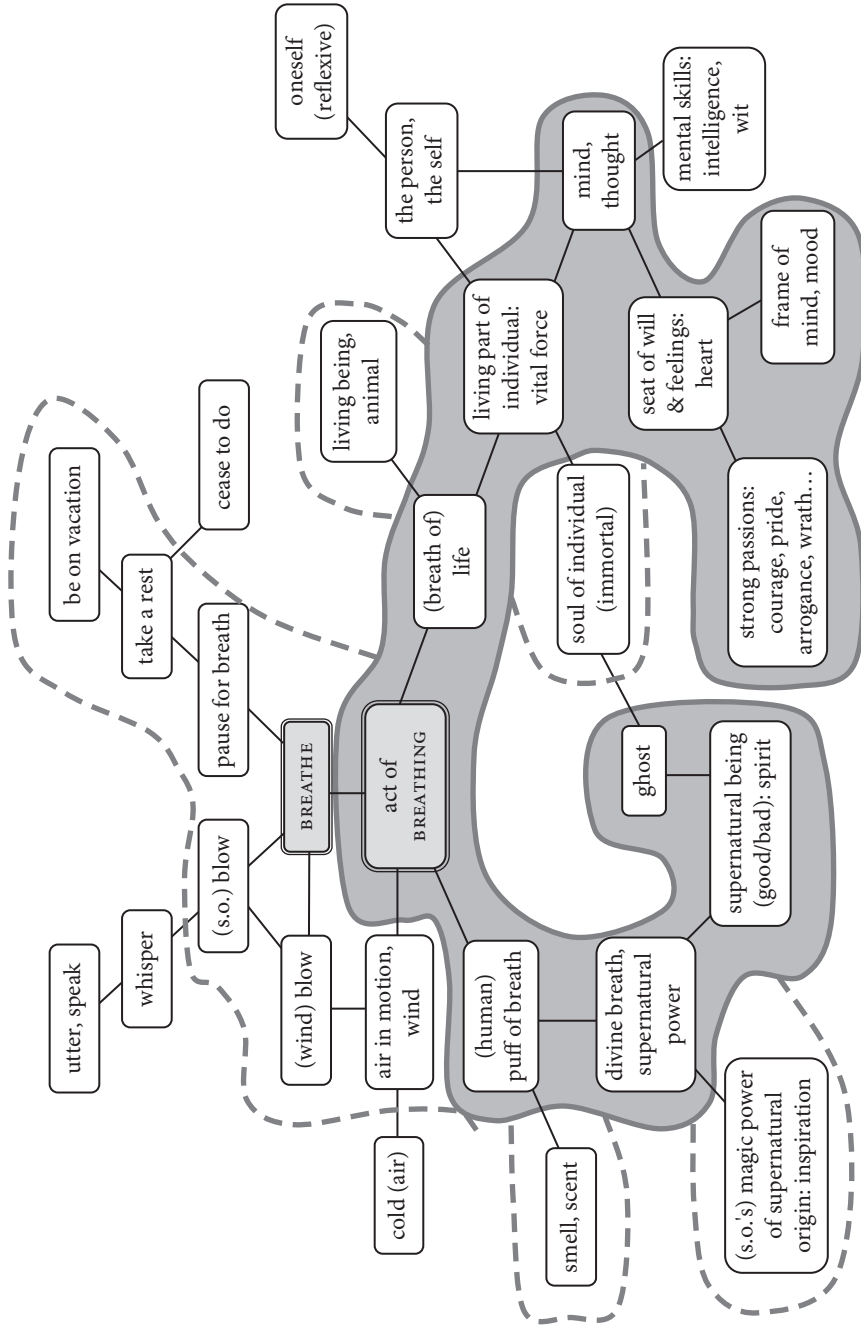 utter, speak
be on vacation
whisper
take a rest
(s.o.) blow
pause for breath
cease to do
(wind) blow
BREATHE
oneself
(reflexive)
living being,
animal
cold (air)
air in motion,
wind
act of
BREATHING
the person,
the self
(breath of)
life
(human)
puff of breath
living part of
individual:
vital force
smell, scent
soul of individual
(immortal)
mind,
thought
ghost
divine breath,
supernatural
power
seat of will
& feelings:
heart
mental skills:
intelligence,
wit
supernatural being
(good/bad): spirit
(s.o.'s) magic power
of supernatural
origin: inspiration
strong passions:
courage, pride,
arrogance, wrath...
frame of
mind, mood